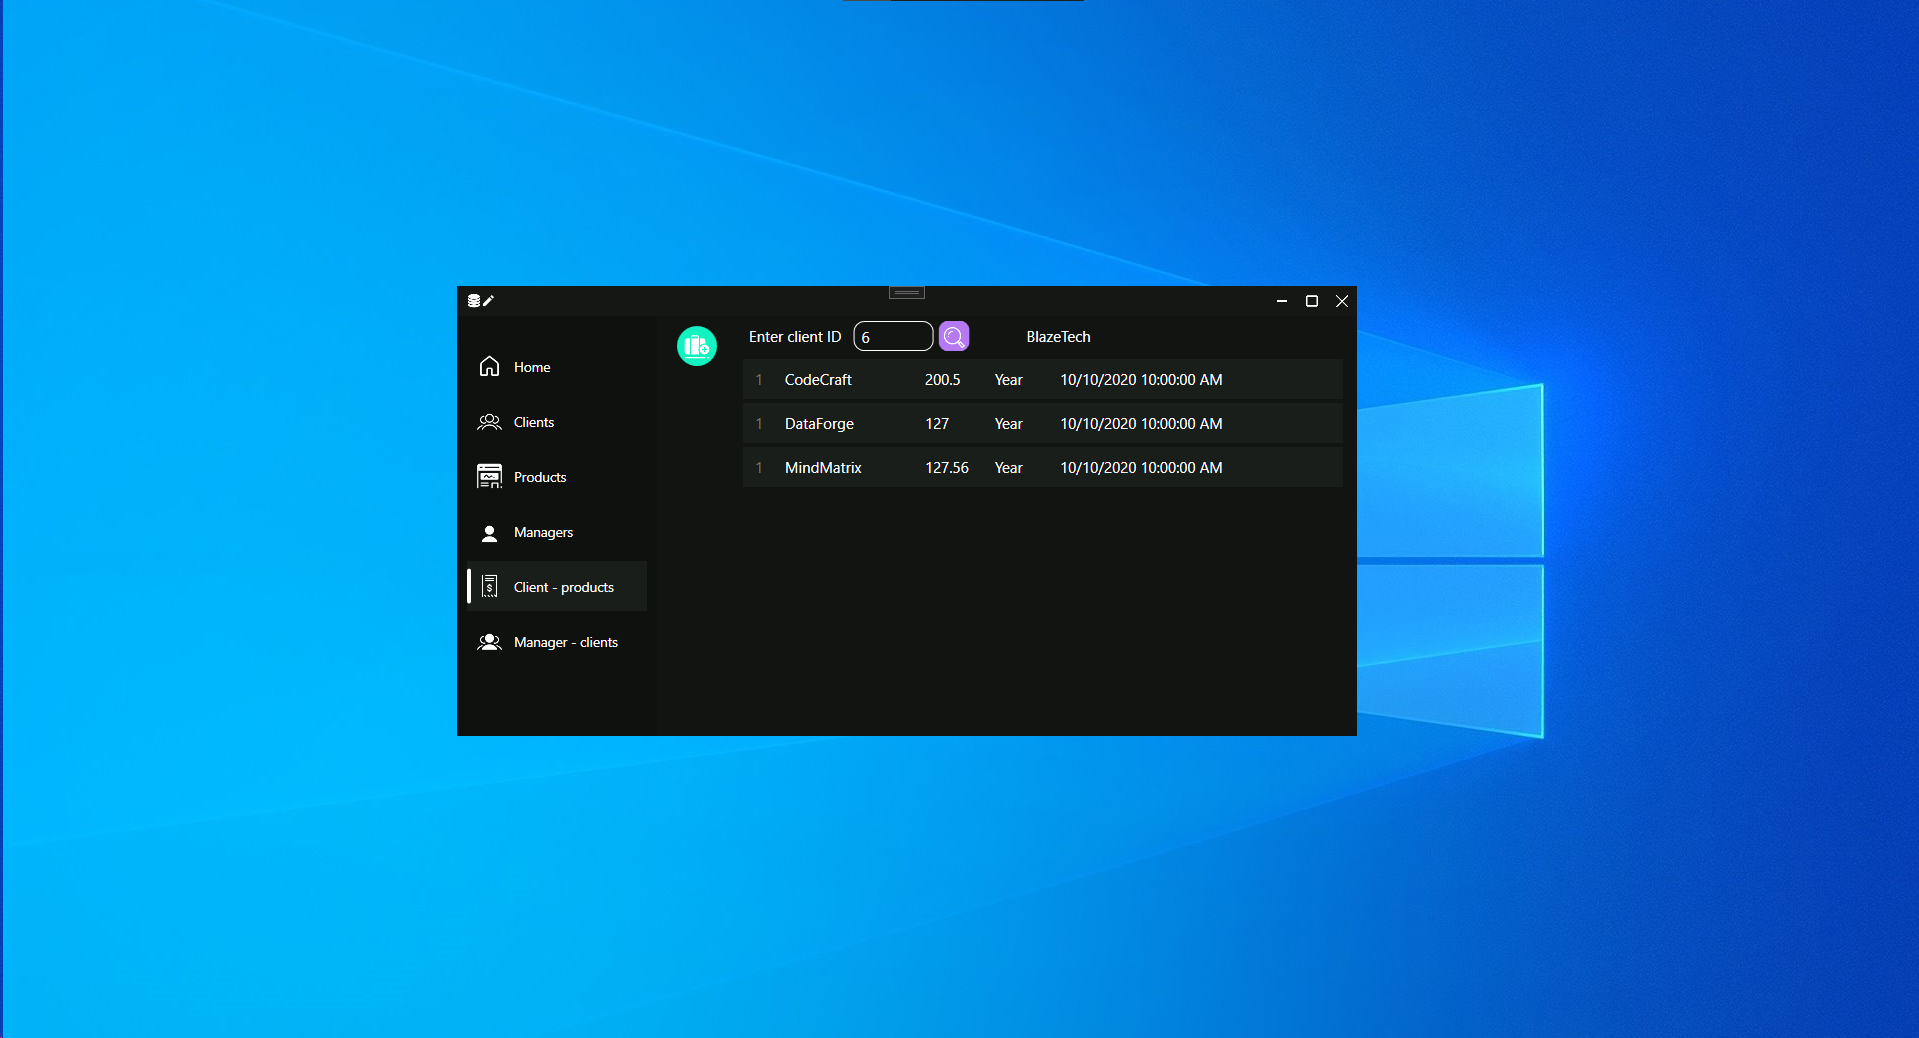 Home
Clients
Products
Managers
Client - products
Manager - clients
Enter client ID 6 BlazeTech
1 CodeCraft 200.5 Year 10/10/2020 10:00:00 AM
1 DataForge 127 Year 10/10/2020 10:00:00 AM
1 MindMatrix 127.56 Year 10/10/2020 10:00:00 AM